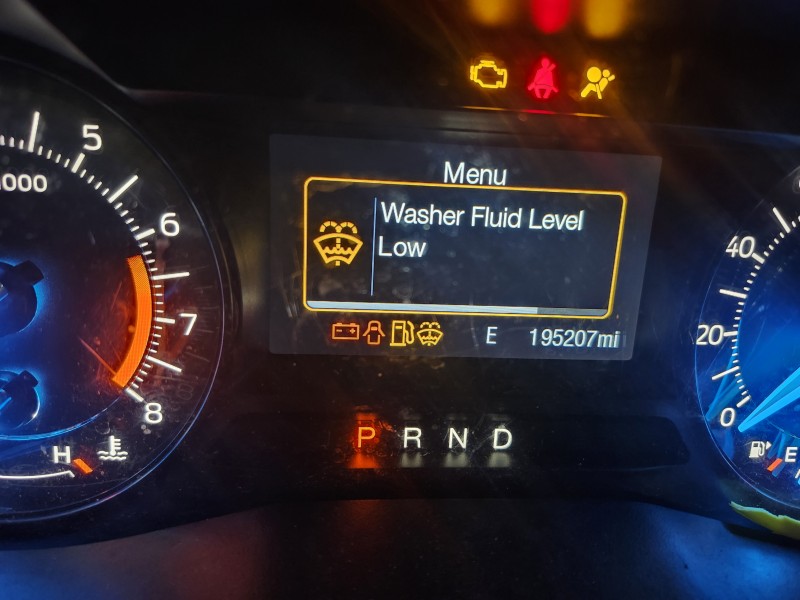 5
000
6
7
8
H
Menu
Washer Fluid Level
Low
E 195207mi
P R N D
40
20
0
E